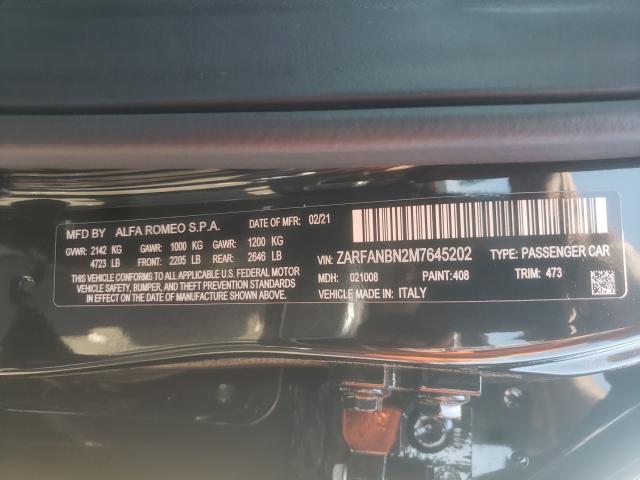 MFD BY ALFA ROMEO S.P.A. DATE OF MFR 02/21
GVWR: 2142 KG GAWR: 1000 KG GAWR: 1200 KG
4723 LB FRONT: 2205 LB REAR: 2646 LB
THIS VEHICLE CONFORMS TO ALL APPLICABLE U.S. FEDERAL MOTOR
VEHICLE SAFETY, BUMPER, AND THEFT PREVENTION STANDARDS
IN EFFECT ON THE DATE OF MANUFACTURE SHOWN ABOVE.
VIN: ZARFANBN2M7645202 TYPE: PASSENGER CAR
MDH: 021008 PAINT: 408 TRIM: 473
VEHICLE MADE IN: ITALY